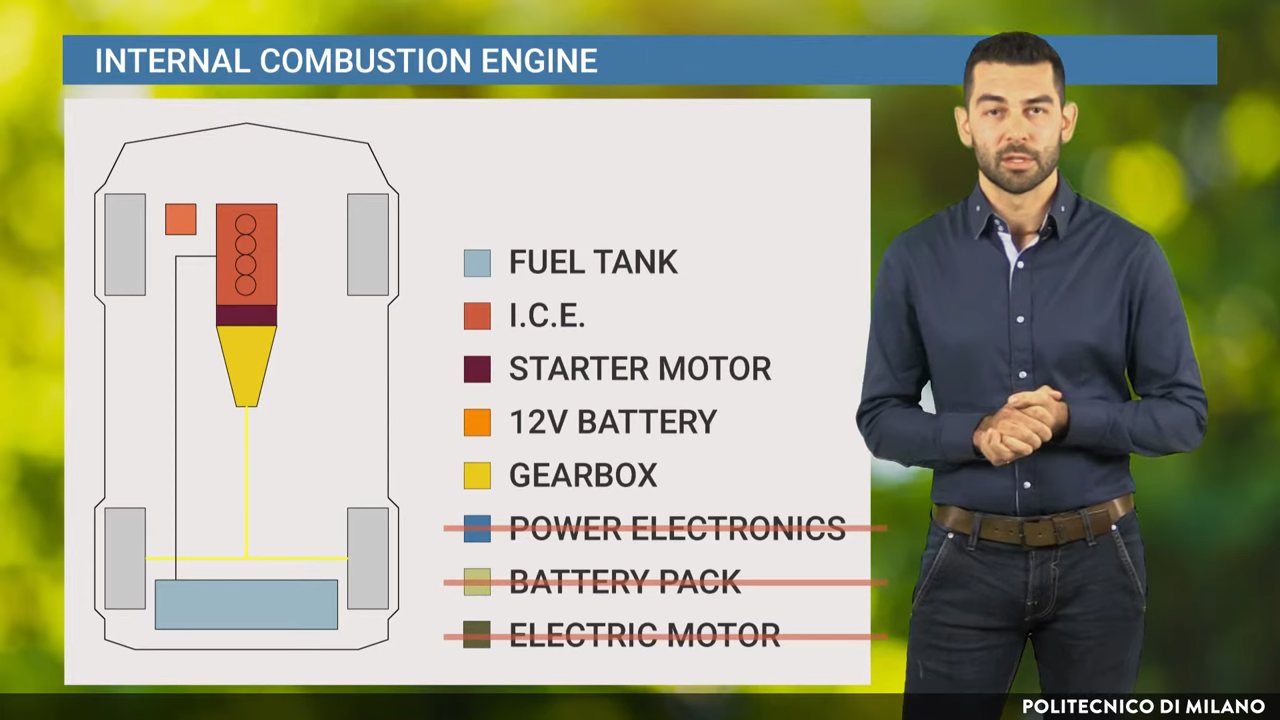 INTERNAL COMBUSTION ENGINE
FUEL TANK
I.C.E.
STARTER MOTOR
12V BATTERY
GEARBOX
POWER ELECTRONICS
BATTERY PACK
ELECTRIC MOTOR
POLITECNICO DI MILANO